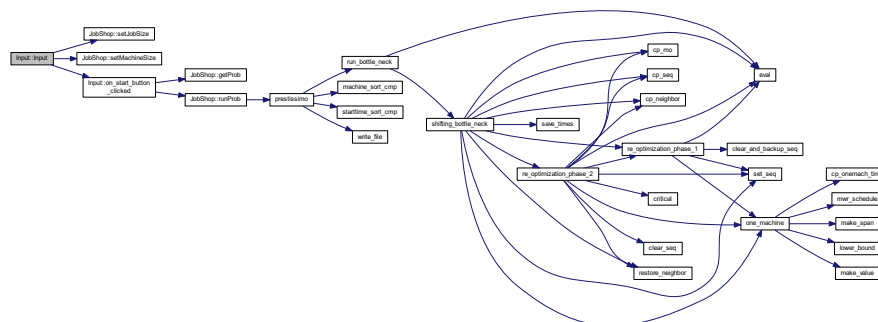 Input::Input
JobShop::setJobSize
JobShop::setMachineSize
Input::on_start_button
_clicked
JobShop::getProb
JobShop::runProb
prestissimo
run_bottle_neck
machine_sort_cmp
starttime_sort_cmp
write_file
shifting_bottle_neck
cp_mo
cp_seq
cp_neighbor
save_times
re_optimization_phase_1
re_optimization_phase_2
critical
clear_seq
restore_neighbor
eval
clear_and_backup_seq
set_seq
one_machine
cp_onemach_tim
mwr_schedule
make_span
lower_bound
make_value